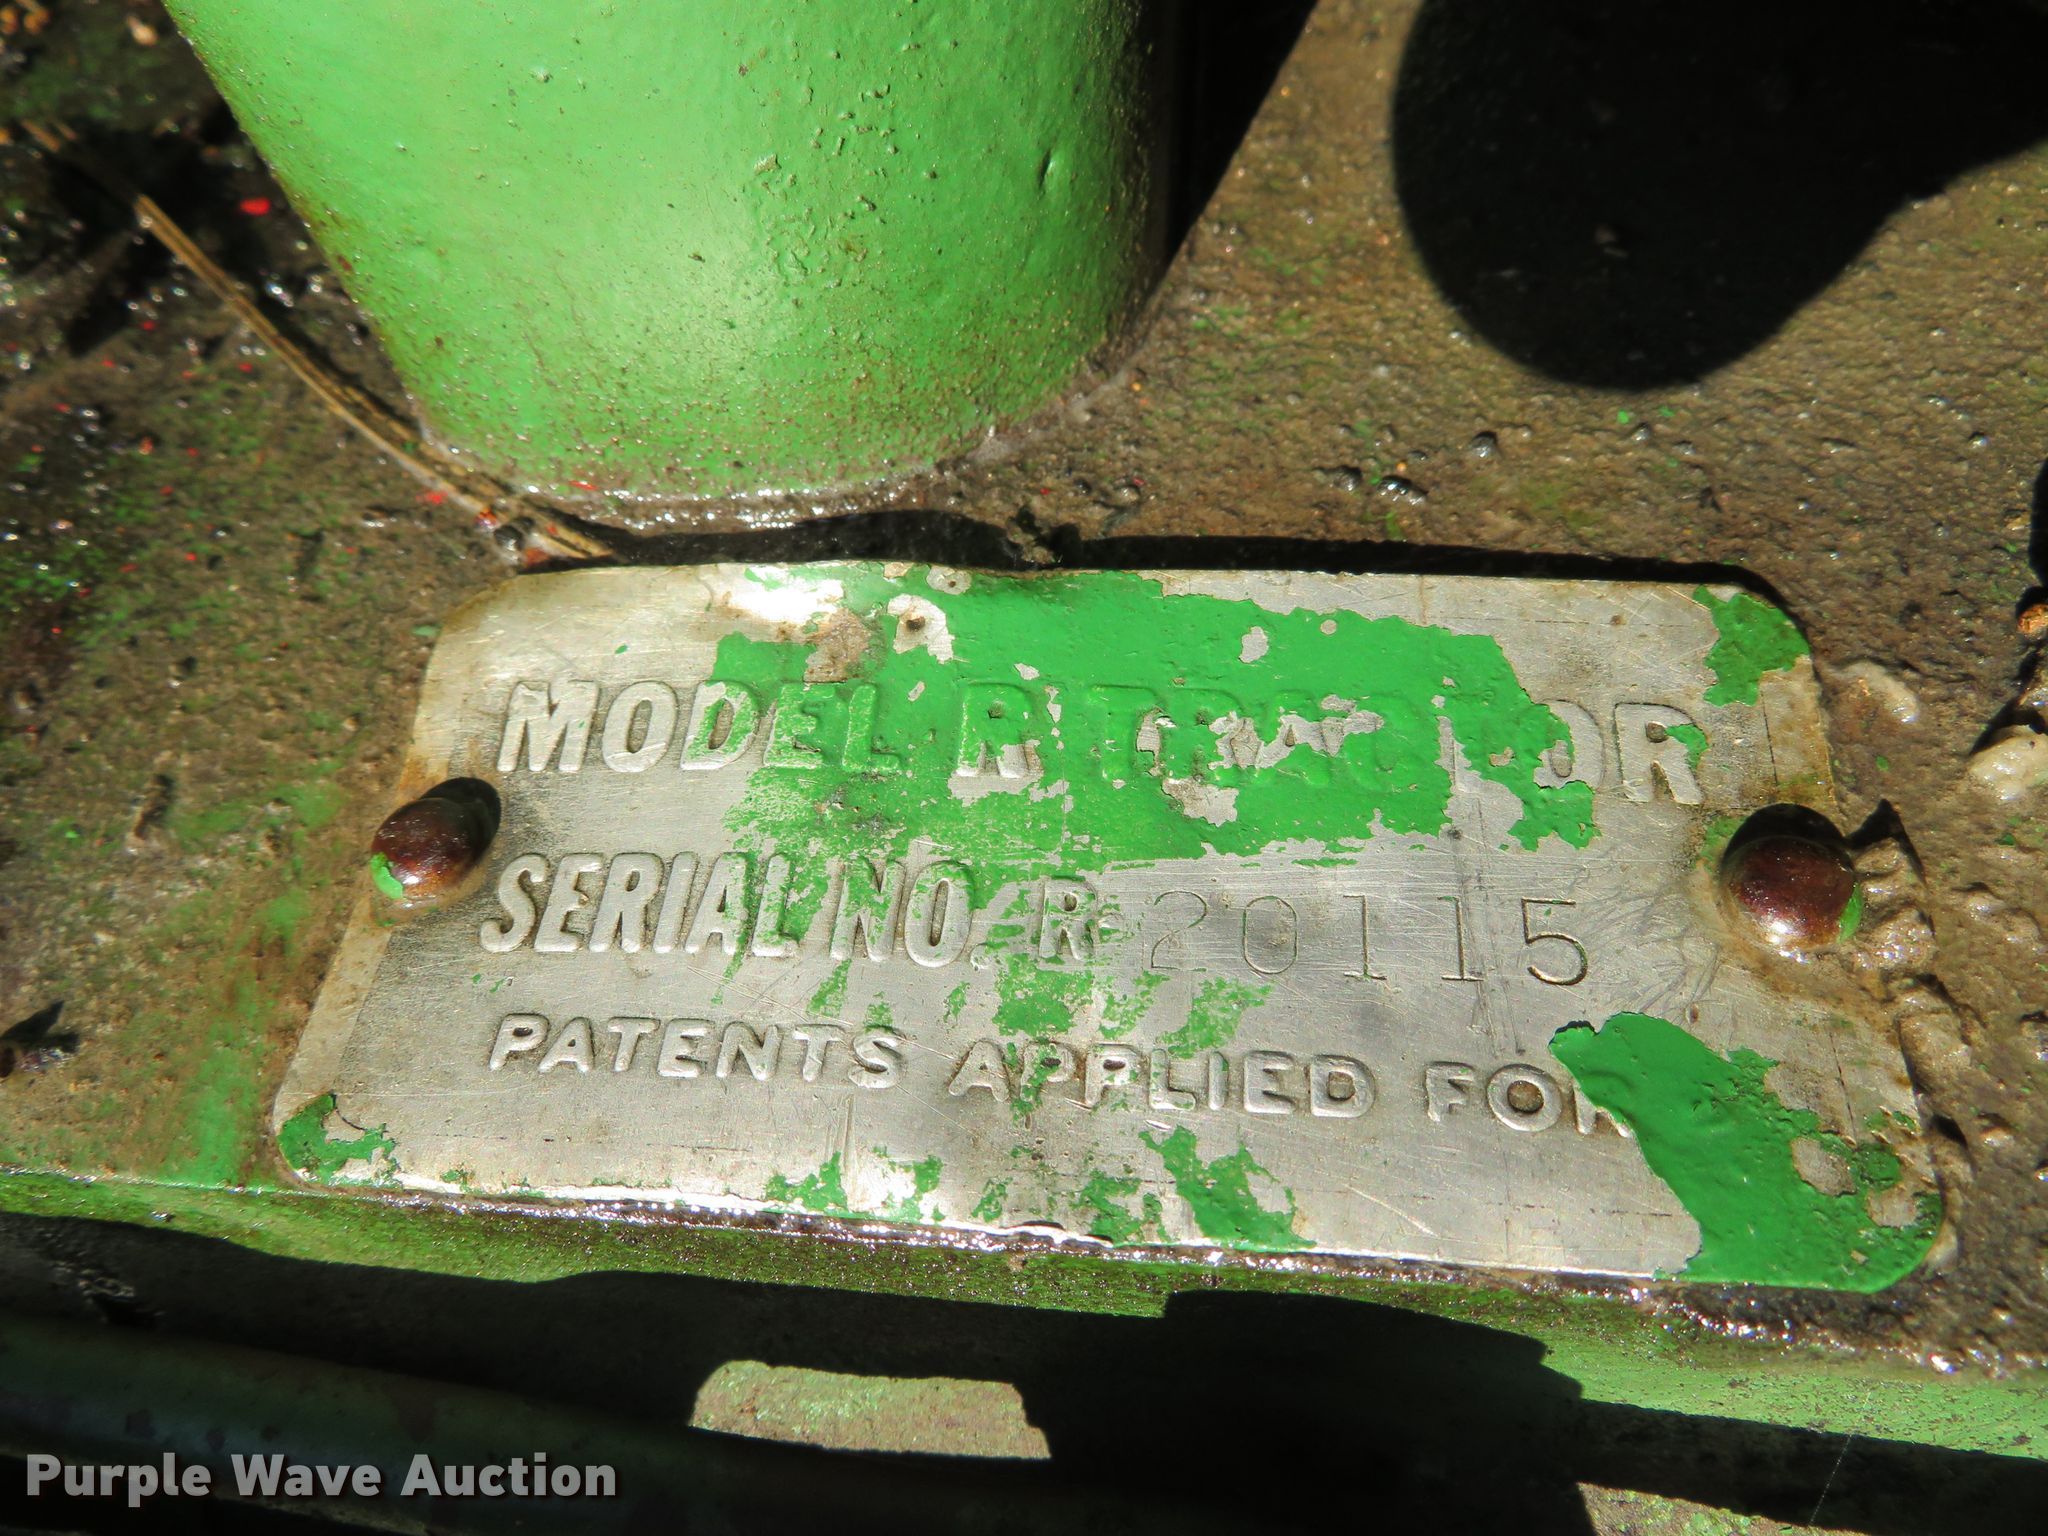 MODEL R TRACTOR
SERIAL NO. R 20115
PATENTS APPLIED FOR
Purple Wave Auction